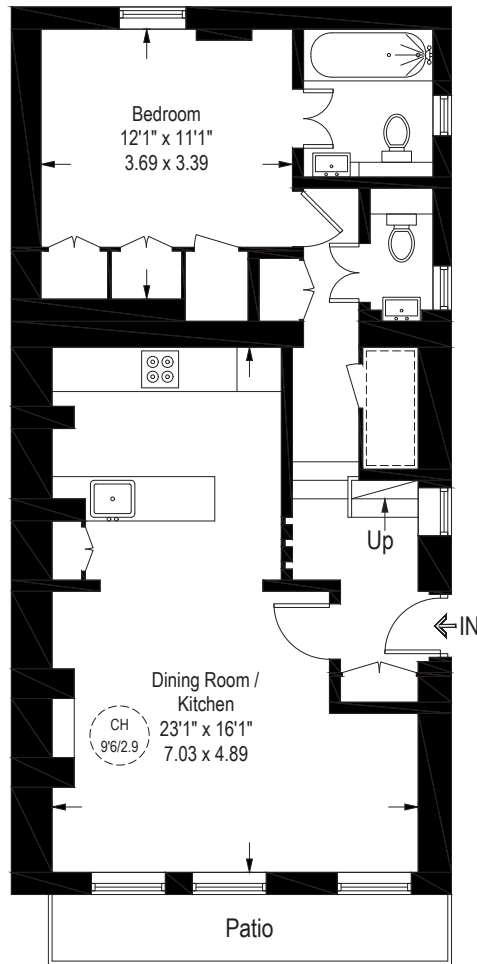 Bedroom
12'1" x 11'1"
3.69 x 3.39
Up
IN
Dining Room /
Kitchen
23'1" x 16'1"
7.03 x 4.89
CH
9'6/2.9
Patio